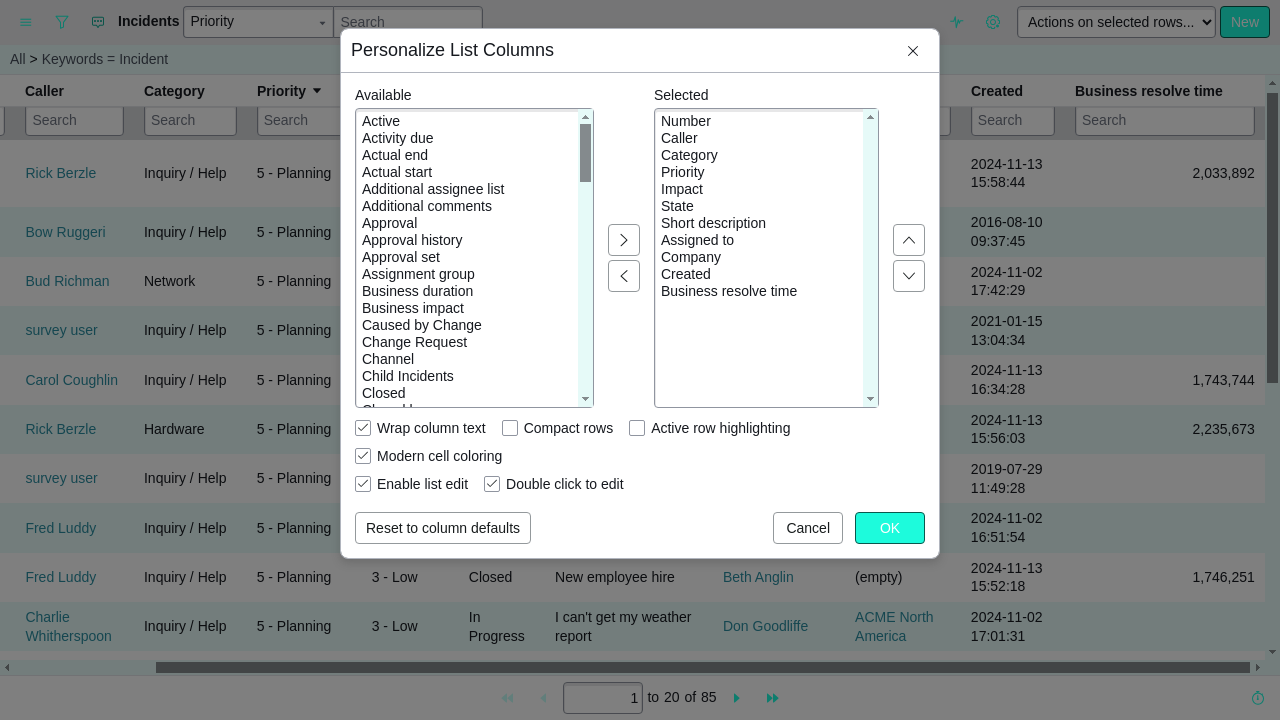 Incidents
Priority
Search
Actions on selected rows...
New
All > Keywords = Incident
Personalize List Columns
Available
Active
Activity due
Actual end
Actual start
Additional assignee list
Additional comments
Approval
Approval history
Approval set
Assignment group
Business duration
Business impact
Caused by Change
Change Request
Channel
Child Incidents
Closed
Selected
Number
Caller
Category
Priority
Impact
State
Short description
Assigned to
Company
Created
Business resolve time
Wrap column text
Compact rows
Active row highlighting
Modern cell coloring
Enable list edit
Double click to edit
Reset to column defaults
Cancel
OK
Caller
Category
Priority
Created
Business resolve time
Search
Search
Search
Search
Search
Rick Berzle Inquiry / Help 5 - Planning 2024-11-13 2,033,892
15:58:44
Bow Ruggeri Inquiry / Help 5 - Planning 2016-08-10
09:37:45
Bud Richman Network 5 - Planning 2024-11-02
17:42:29
survey user Inquiry / Help 5 - Planning 2021-01-15
13:04:34
Carol Coughlin Inquiry / Help 5 - Planning 2024-11-13 1,743,744
16:34:28
Rick Berzle Hardware 5 - Planning 2024-11-13 2,235,673
15:56:03
survey user Inquiry / Help 5 - Planning 2019-07-29
11:49:28
Fred Luddy Inquiry / Help 5 - Planning 2024-11-02
16:51:54
Fred Luddy Inquiry / Help 5 - Planning 3 - Low Closed New employee hire Beth Anglin (empty) 2024-11-13 1,746,251
15:52:18
Charlie Whitherspoon Inquiry / Help 5 - Planning 3 - Low In Progress I can't get my weather report Don Goodliffe ACME North America 2024-11-02
17:01:31
1 to 20 of 85